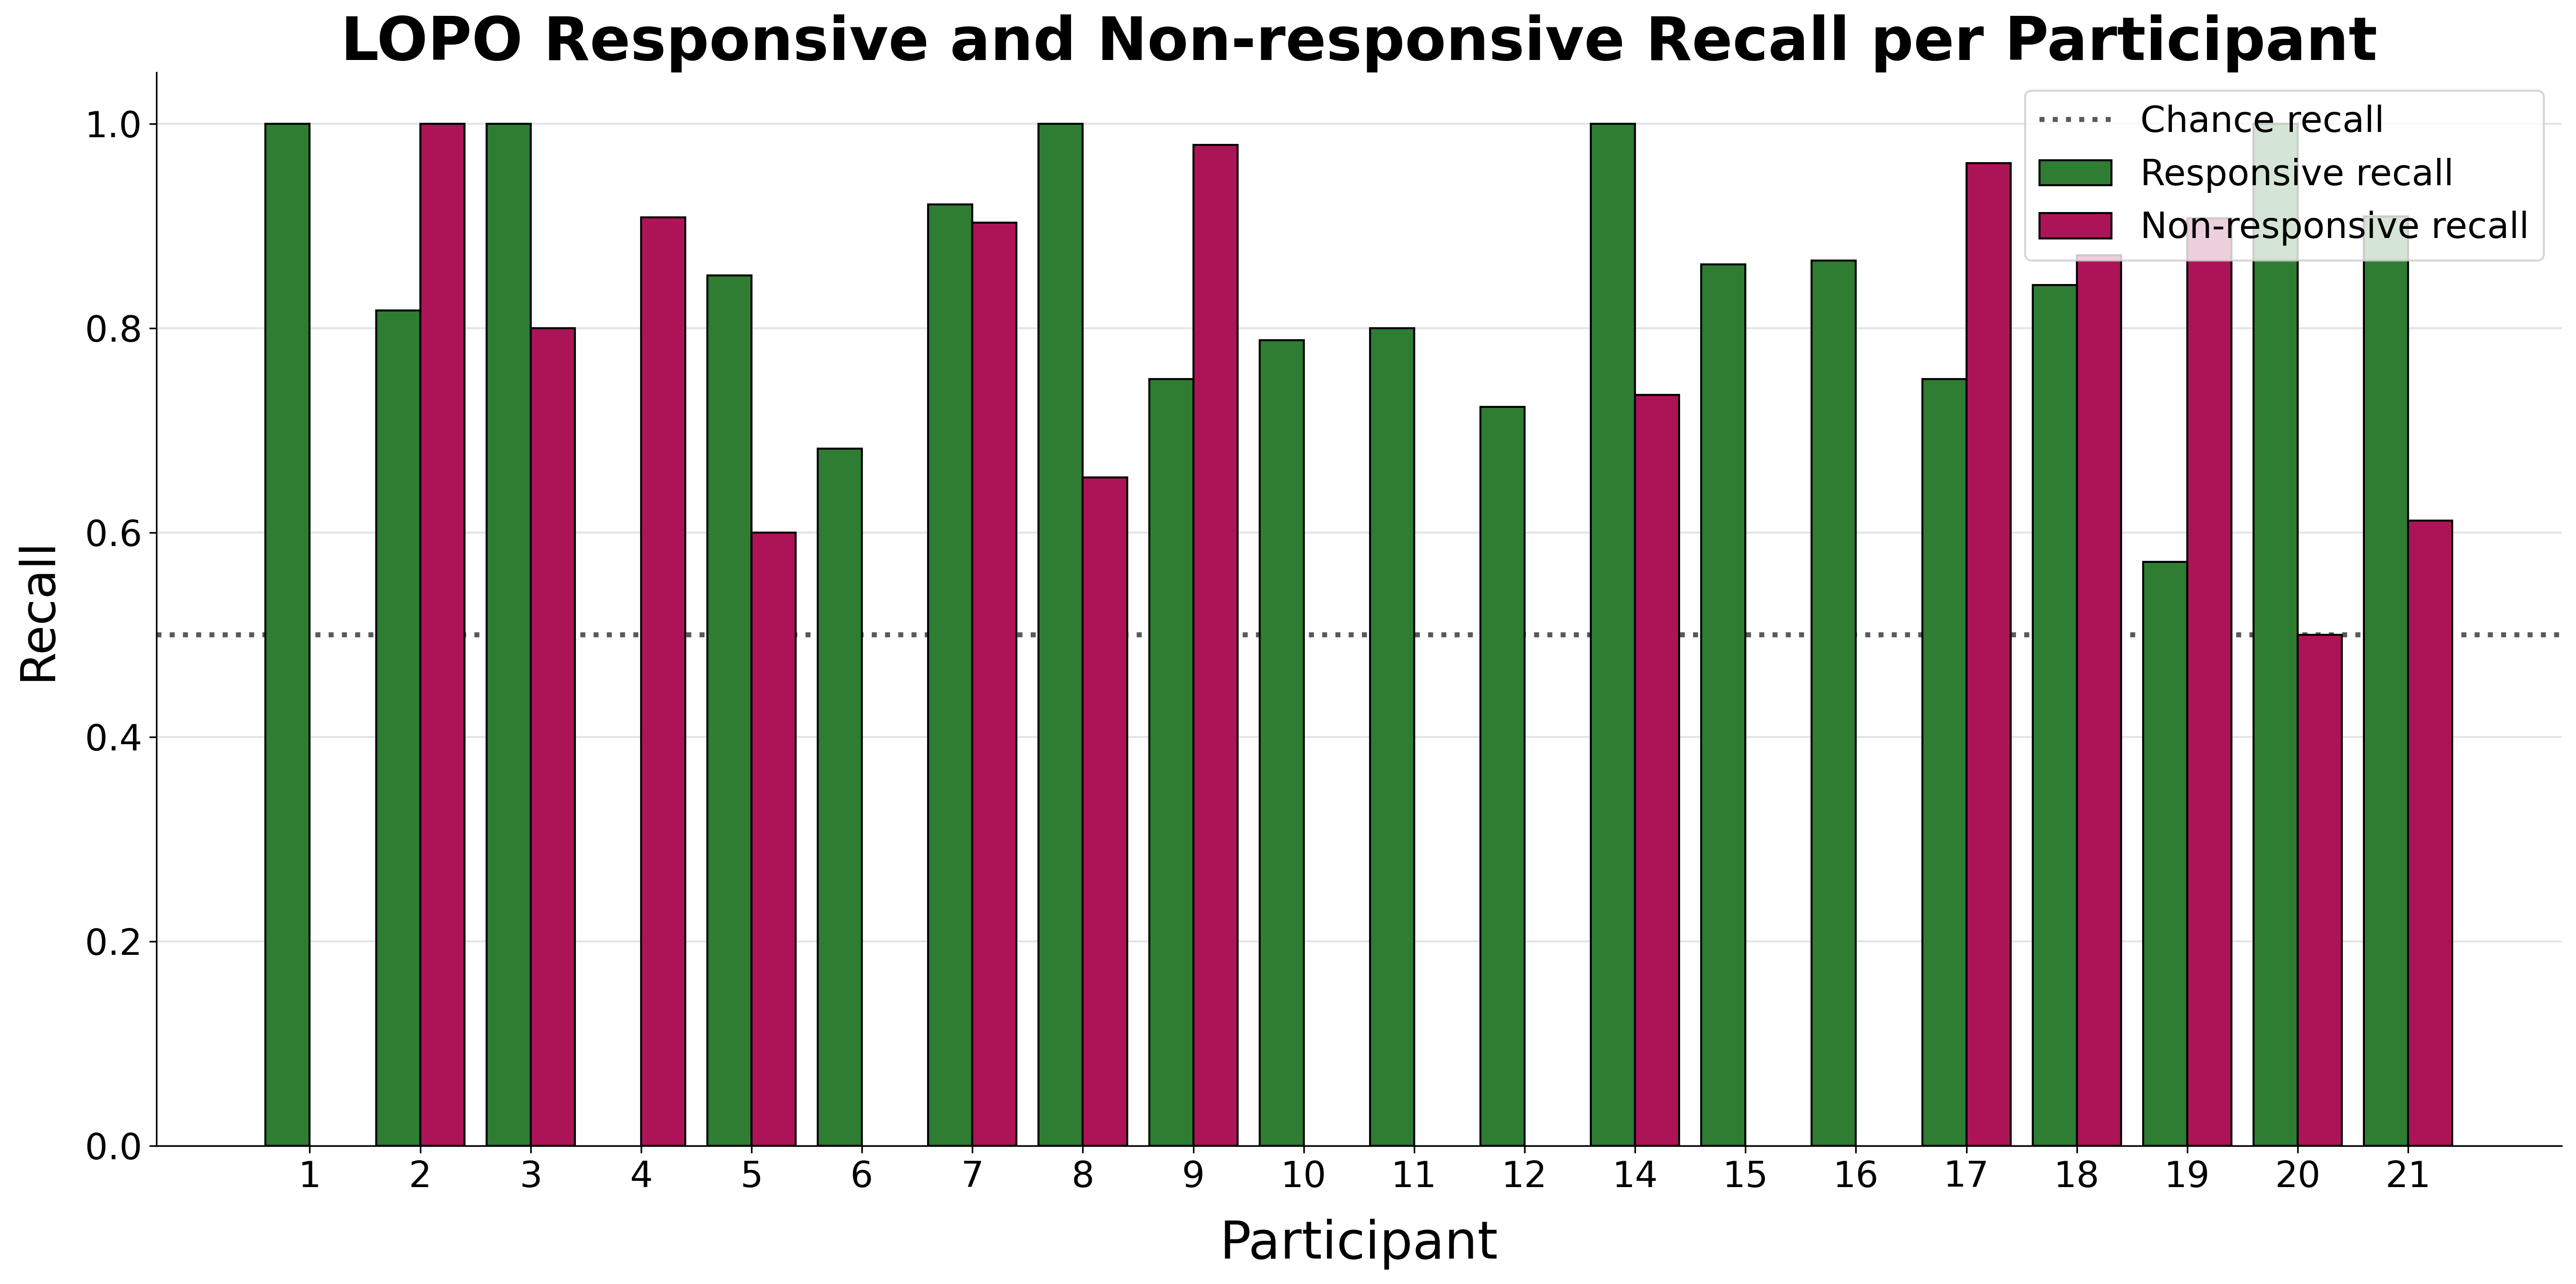 LOPO Responsive and Non-responsive Recall per Participant
Chance recall
Responsive recall
Non-responsive recall
1.0
0.8
0.6
0.4
0.2
0.0
Recall
1 2 3 4 5 6 7 8 9 10 11 12 14 15 16 17 18 19 20 21
Participant